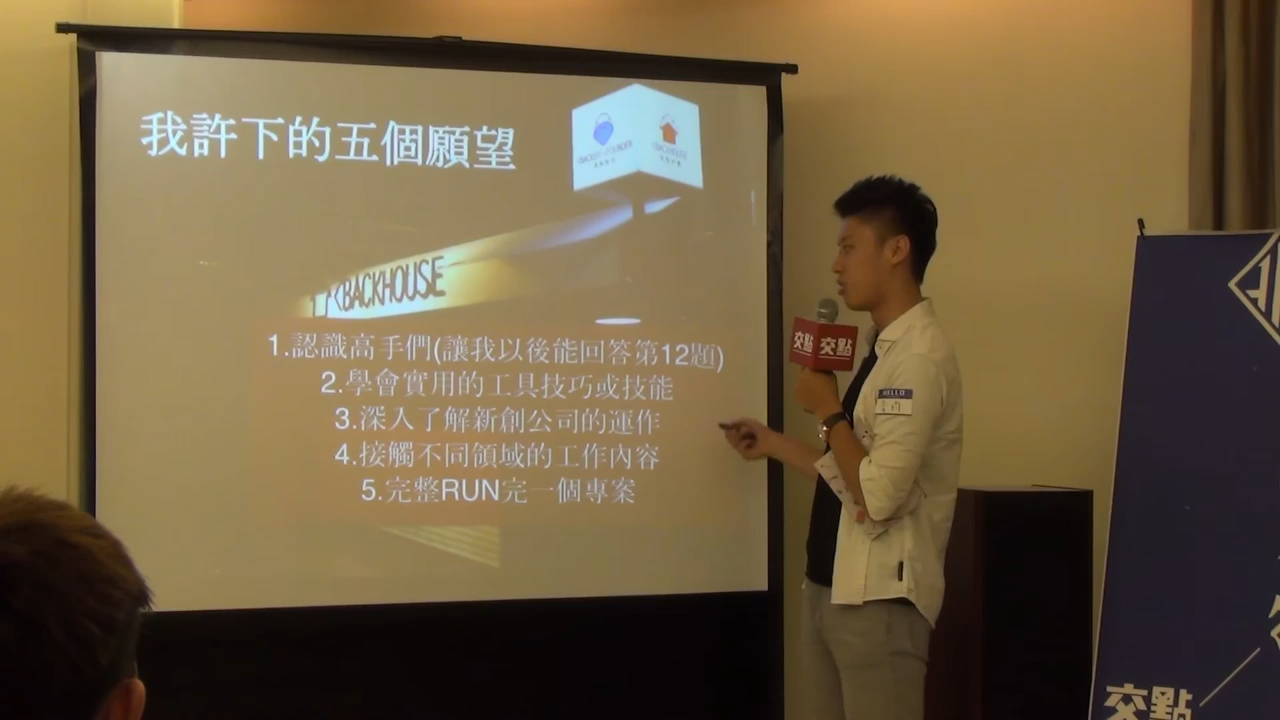 我許下的五個願望
BACKHOUSE
BACKHOUSE
1.認識高手們(讓我以後能回答第12題)
2.學會實用的工具技巧或技能
3.深入了解新創公司的運作
4.接觸不同領域的工作內容
5.完整RUN完一個專案
交點 交點
HELLO
交點